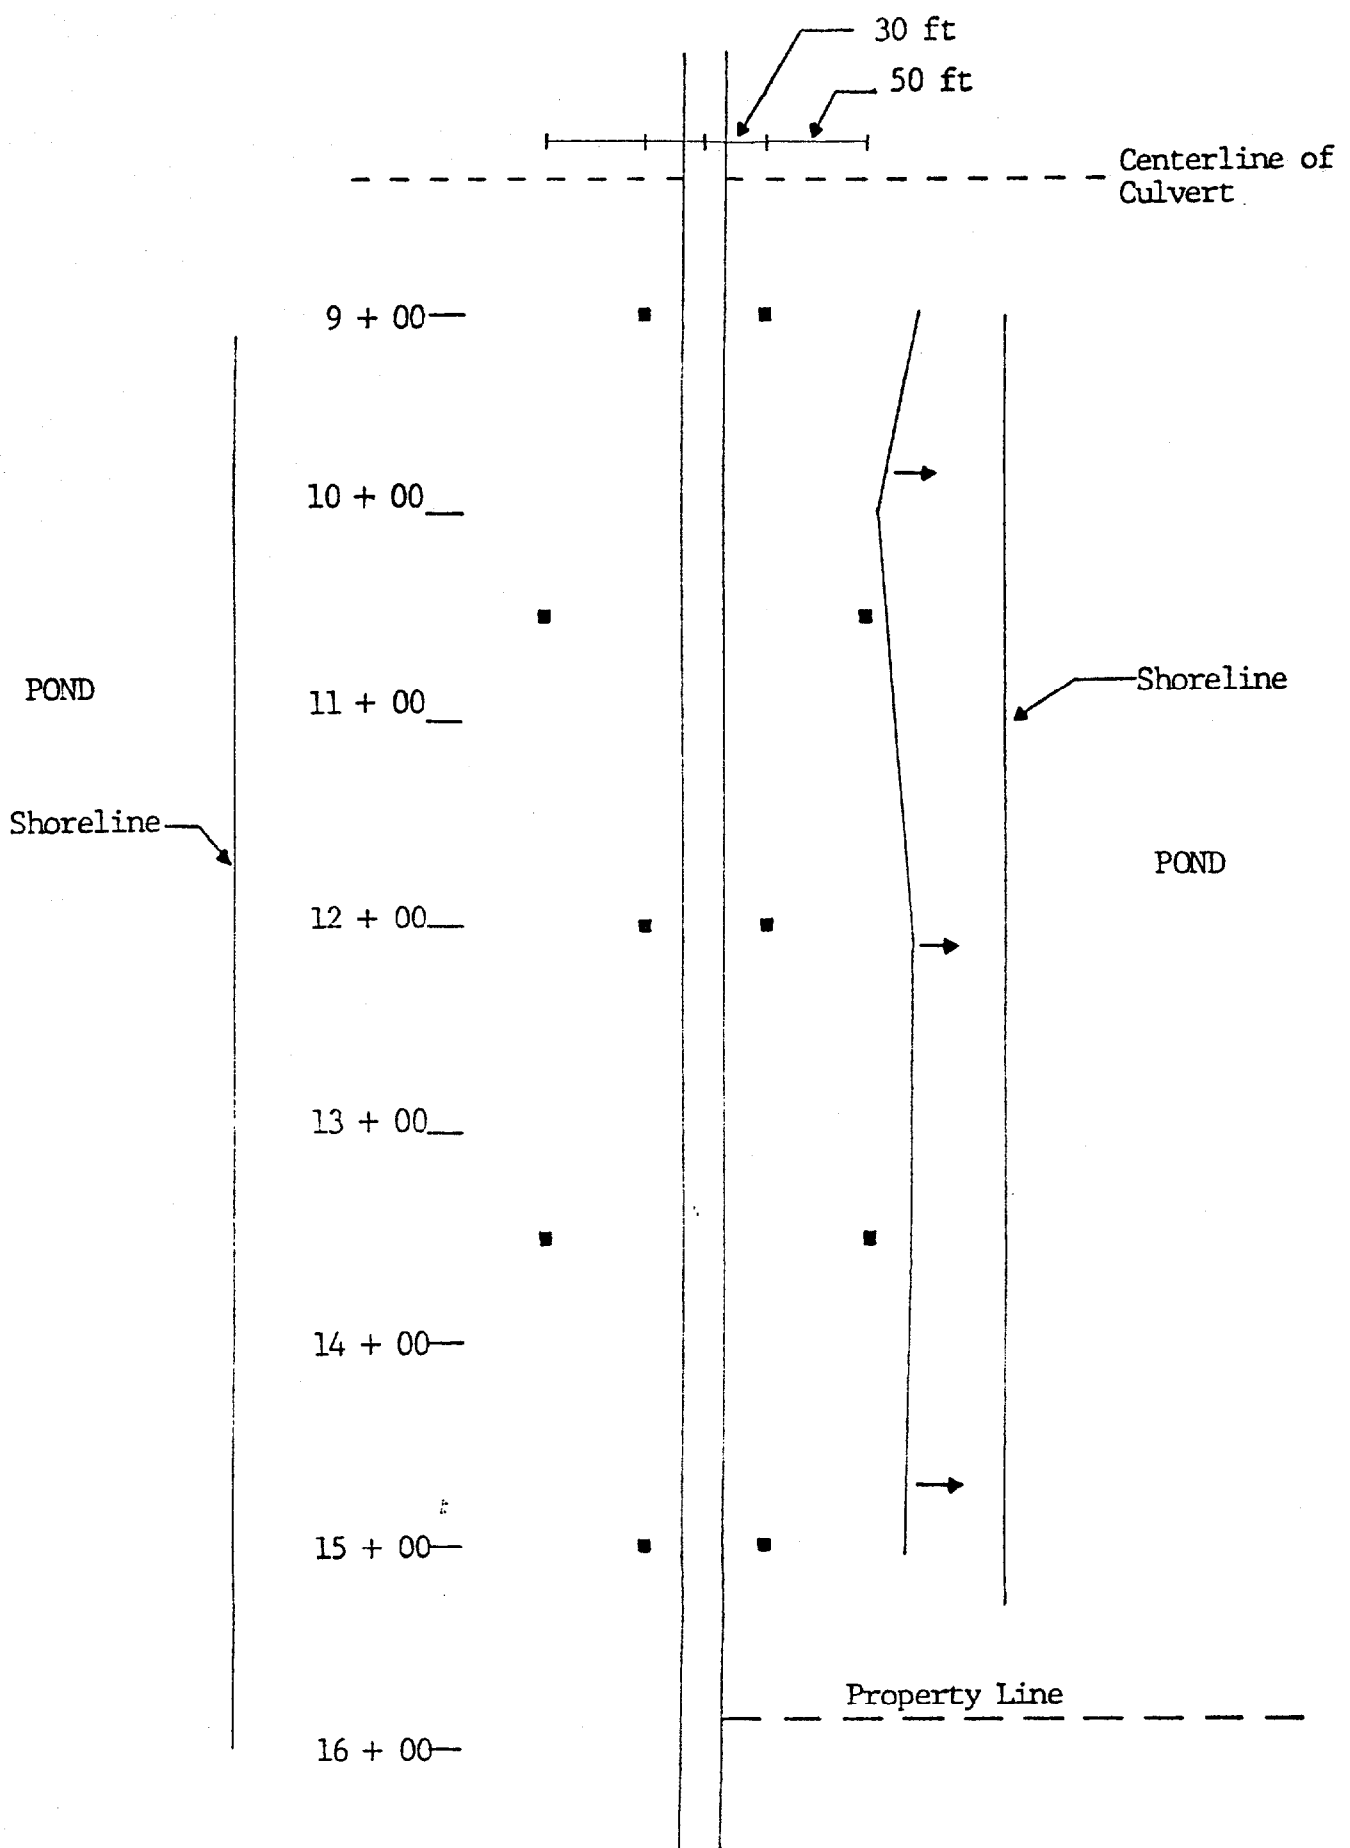 30 ft
50 ft
Centerline of
Culvert
9 + 00
10 + 00
POND
11 + 00
Shoreline
Shoreline
POND
12 + 00
13 + 00
14 + 00
15 + 00
Property Line
16 + 00